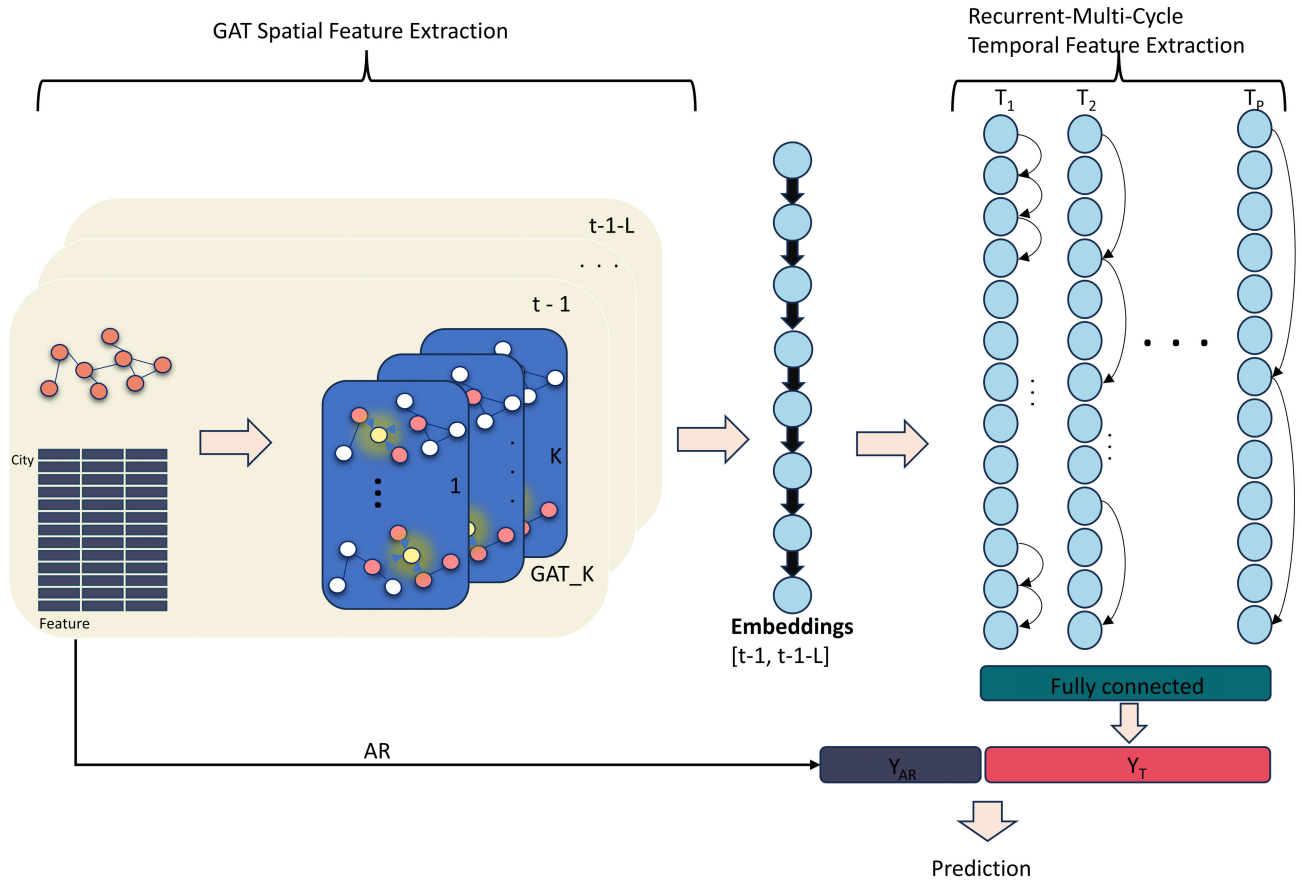 GAT Spatial Feature Extraction
Recurrent-Multi-Cycle
Temporal Feature Extraction
T1
T2
TP
t-1-L
. . .
t - 1
K
1
GAT_K
City
Feature
Embeddings
[t-1, t-1-L]
Fully connected
AR
YAR
YT
Prediction